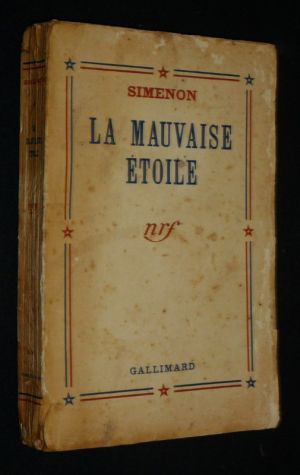 SIMENON
LA MAUVAISE
ÉTOILE
nrf
GALLIMARD